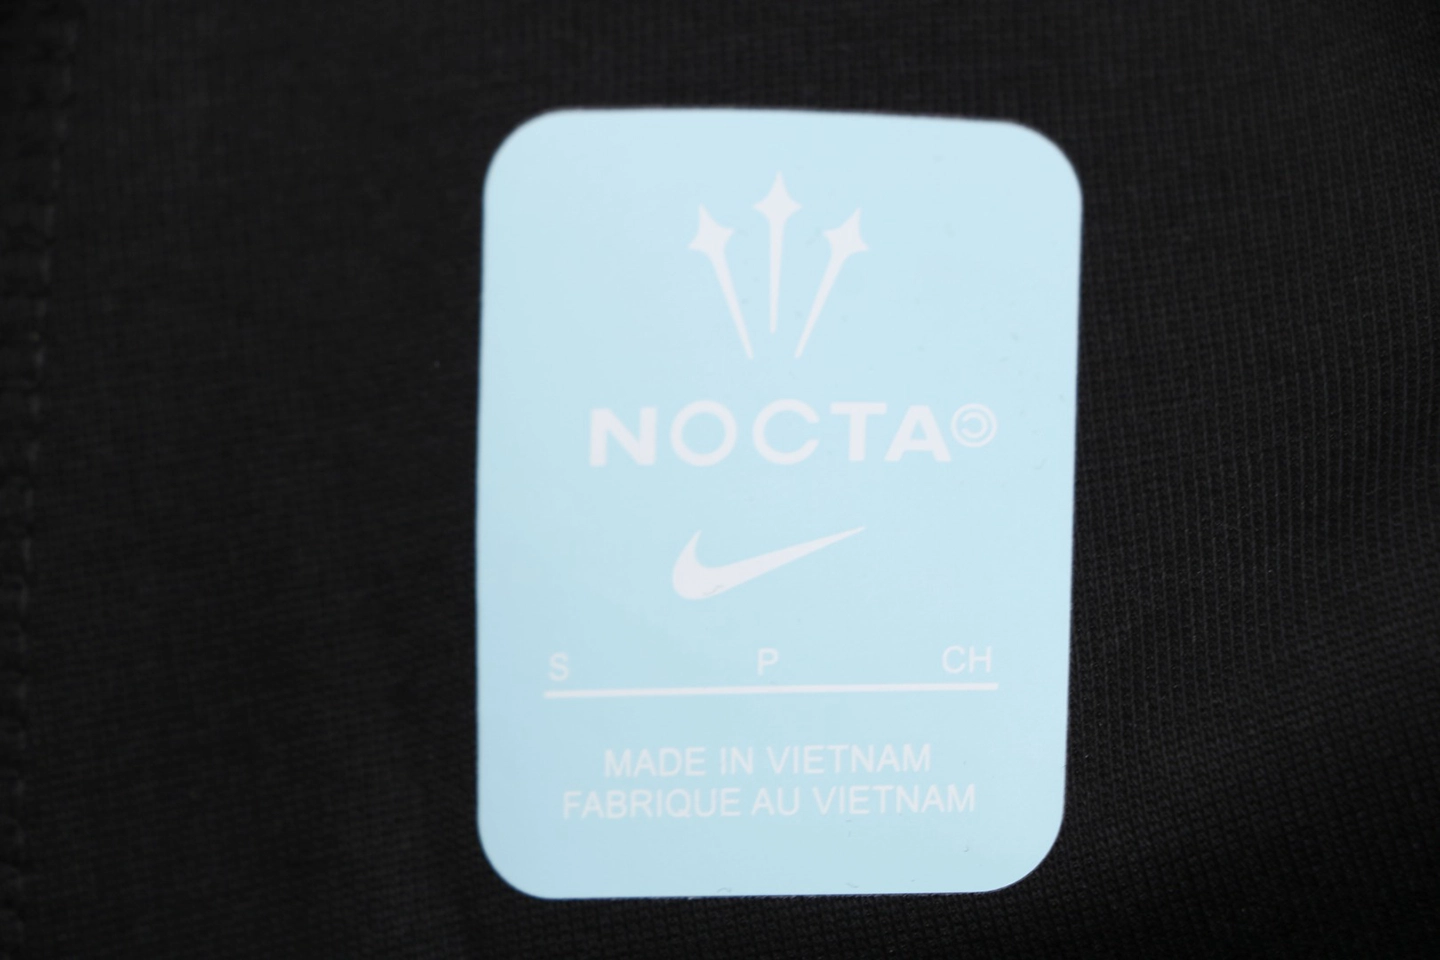 NOCTA©
S P CH
MADE IN VIETNAM
FABRIQUE AU VIETNAM